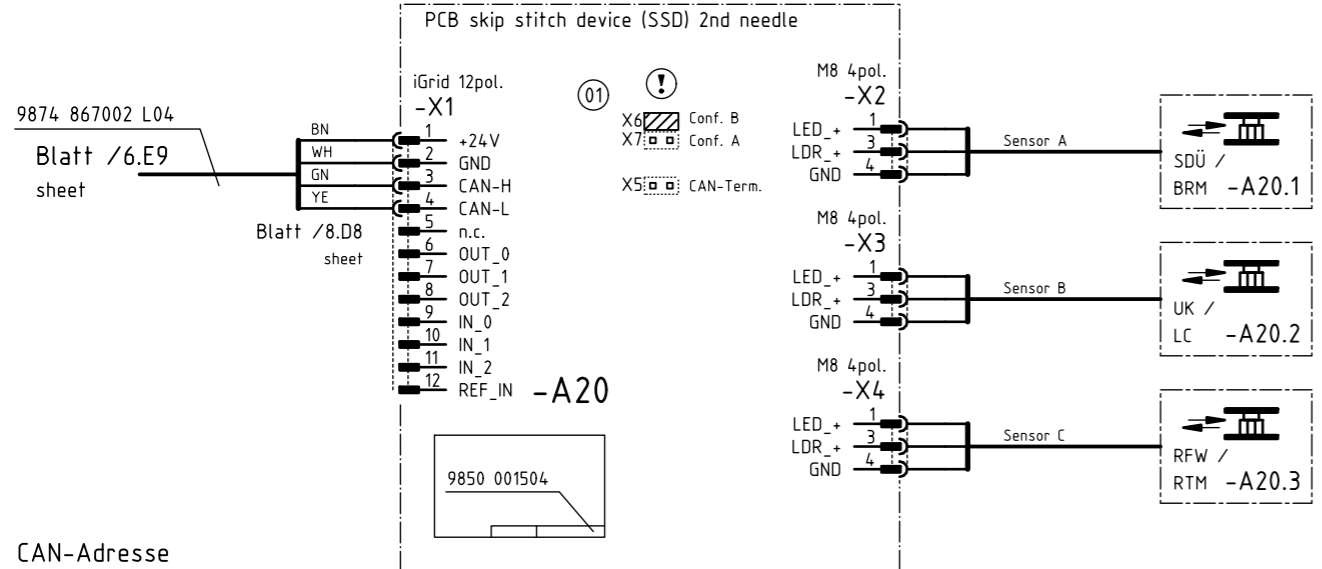 PCB skip stitch device (SSD) 2nd needle
9874 867002 L04
Blatt /6.E9
sheet
BN
WH
GN
YE
Blatt /8.D8
sheet
iGrid 12pol.
-X1
1 +24V
2 GND
3 CAN-H
4 CAN-L
5 n.c.
6 OUT_0
7 OUT_1
8 OUT_2
9 IN_0
10 IN_1
11 IN_2
12 REF_IN
-A20
01
!
X6 Conf. B
X7 Conf. A
X5 CAN-Term.
9850 001504
M8 4pol.
-X2
LED_+ 1
LDR_+ 3
GND 4
Sensor A
SDÜ /
BRM -A20.1
M8 4pol.
-X3
LED_+ 1
LDR_+ 3
GND 4
Sensor B
UK /
LC -A20.2
M8 4pol.
-X4
LED_+ 1
LDR_+ 3
GND 4
Sensor C
RFW /
RTM -A20.3
CAN-Adresse